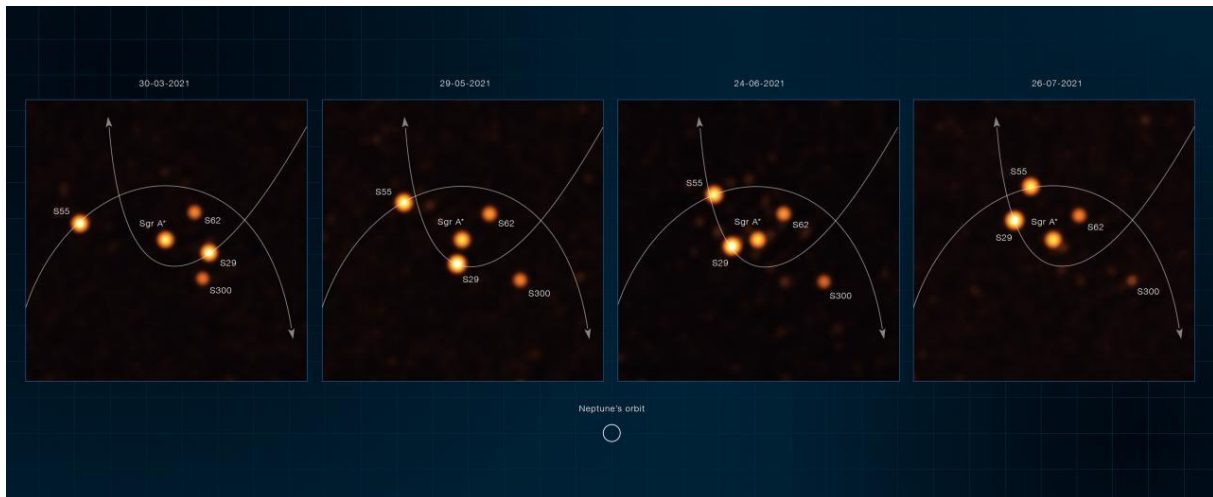 30-03-2021
S55
Sgr A*
S62
S29
S300
29-05-2021
S55
Sgr A*
S62
S29
S300
24-06-2021
S55
Sgr A*
S62
S29
S300
26-07-2021
S55
Sgr A*
S62
S29
S300
Neptune's orbit